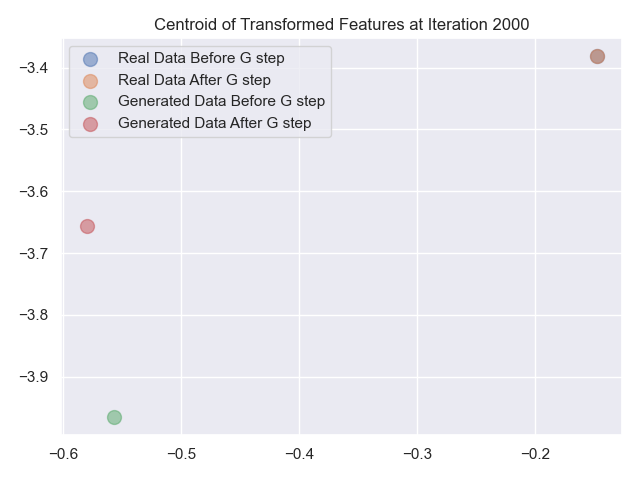 Centroid of Transformed Features at Iteration 2000
Real Data Before G step
Real Data After G step
Generated Data Before G step
Generated Data After G step
−3.4
−3.5
−3.6
−3.7
−3.8
−3.9
−0.6 −0.5 −0.4 −0.3 −0.2